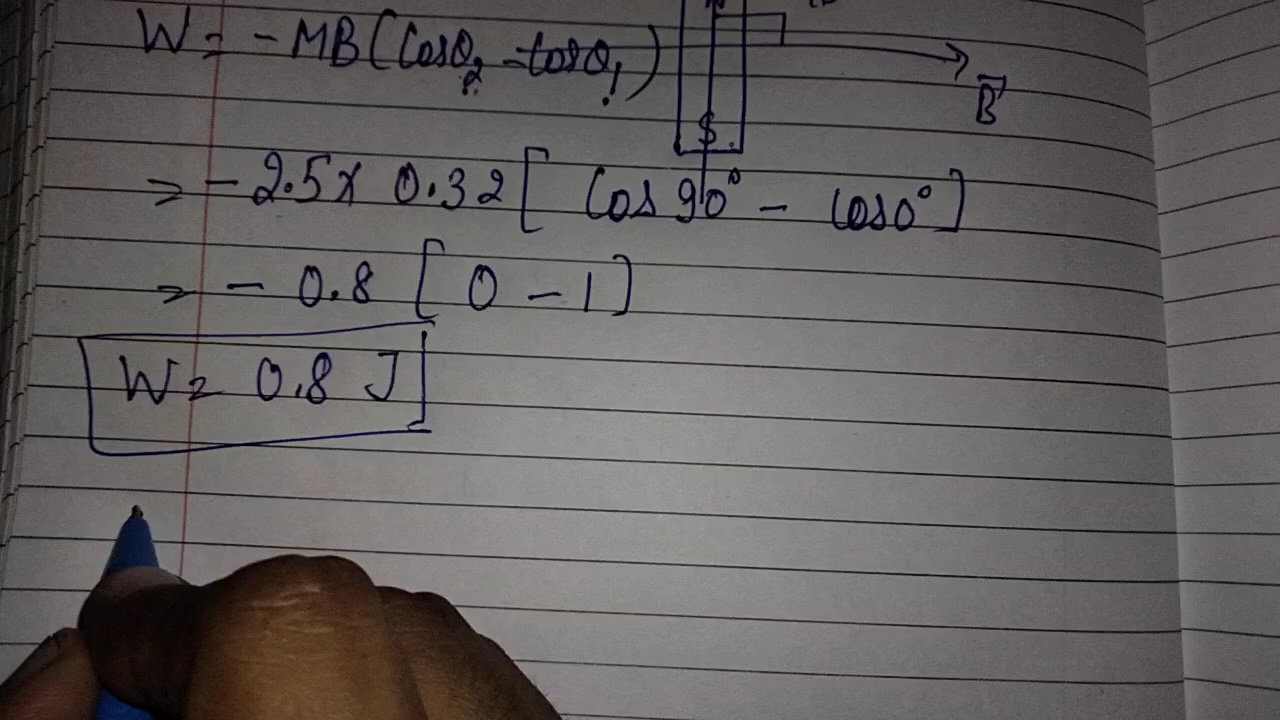 W = -MB(Cosθ₂ - Cosθ₁)
B⃗
S
⇒ -2.5 x 0.32 [ Cos 90° - Cos0° ]
⇒ - 0.8 [ 0 - 1 ]
W = 0.8 J